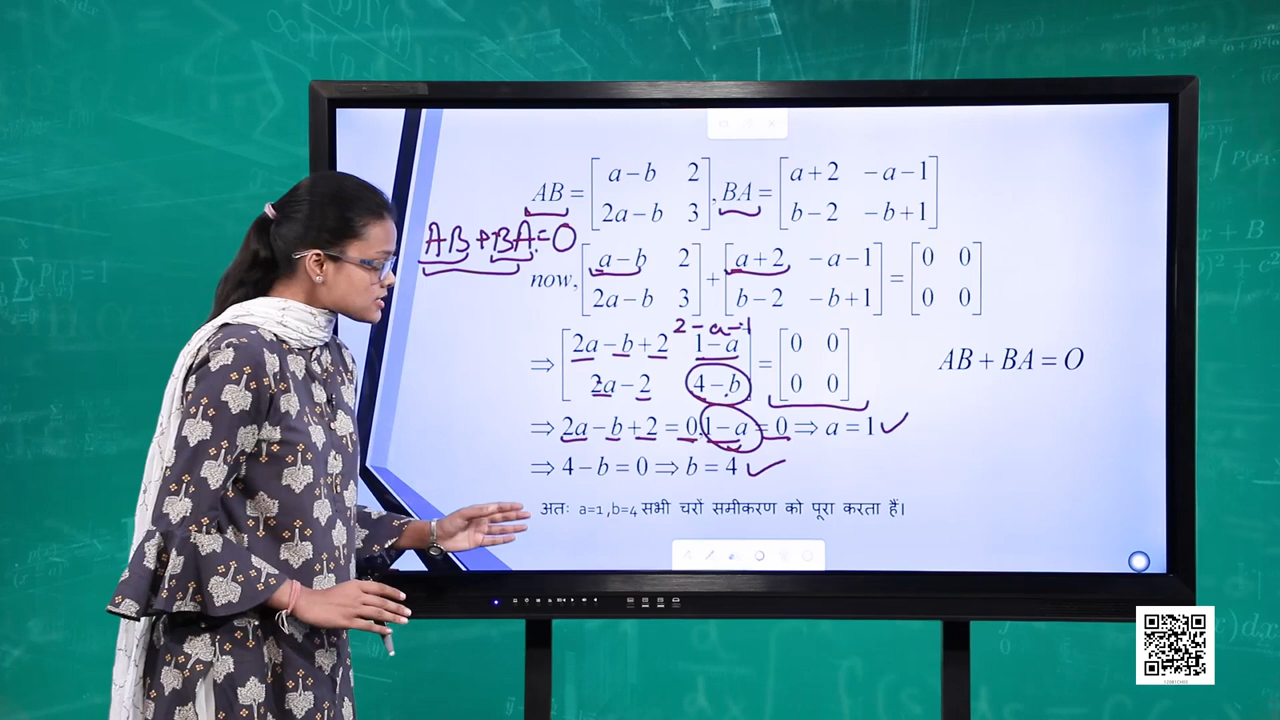 AB = [a-b 2; 2a-b 3], BA = [a+2 -a-1; b-2 -b+1]
AB + BA = O
now, [a-b 2; 2a-b 3] + [a+2 -a-1; b-2 -b+1] = [0 0; 0 0]
2-a-1
⇒ [2a-b+2 1-a; 2a-2 4-b] = [0 0; 0 0]
AB + BA = O
⇒ 2a-b+2=0, 1-a=0 ⇒ a=1 ✓
⇒ 4-b=0 ⇒ b=4 ✓
अतः a=1 ,b=4 सभी चरों समीकरण को पूरा करता हैं।